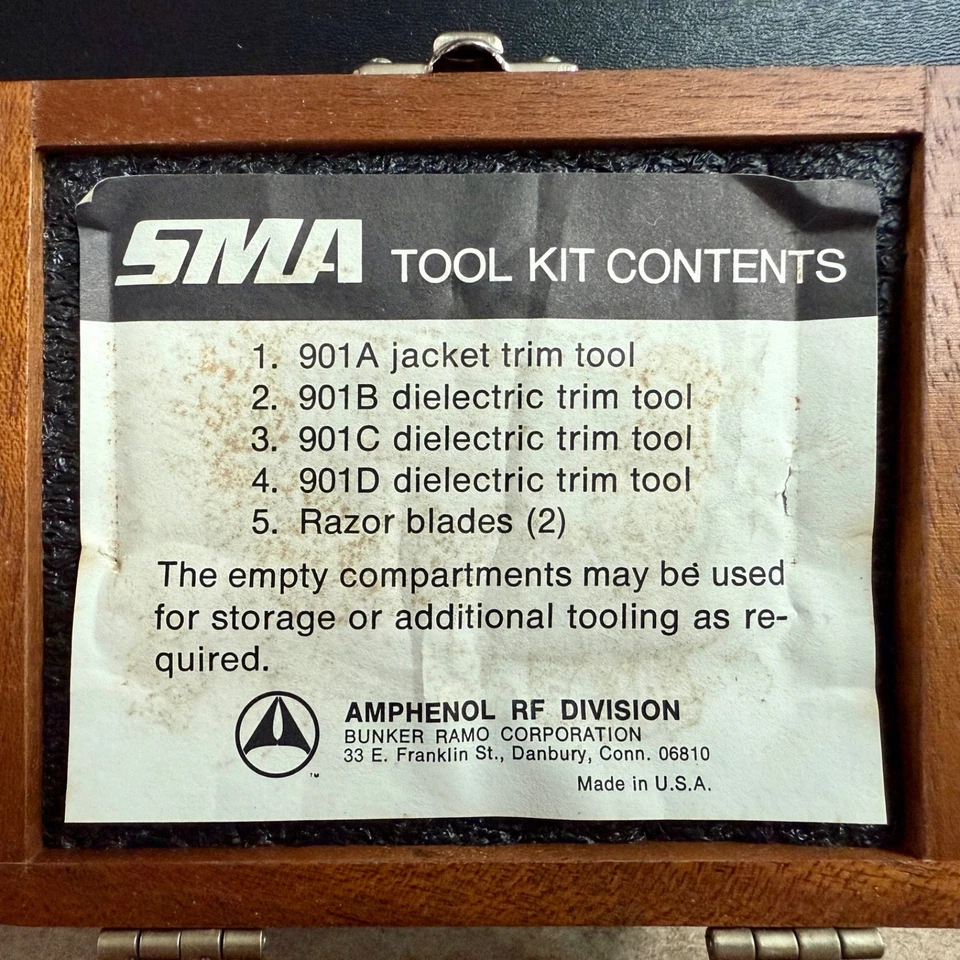 SMA TOOL KIT CONTENTS
1. 901A jacket trim tool
2. 901B dielectric trim tool
3. 901C dielectric trim tool
4. 901D dielectric trim tool
5. Razor blades (2)
The empty compartments may be used
for storage or additional tooling as re-
quired.
AMPHENOL RF DIVISION
BUNKER RAMO CORPORATION
33 E. Franklin St., Danbury, Conn. 06810
™
Made in U.S.A.